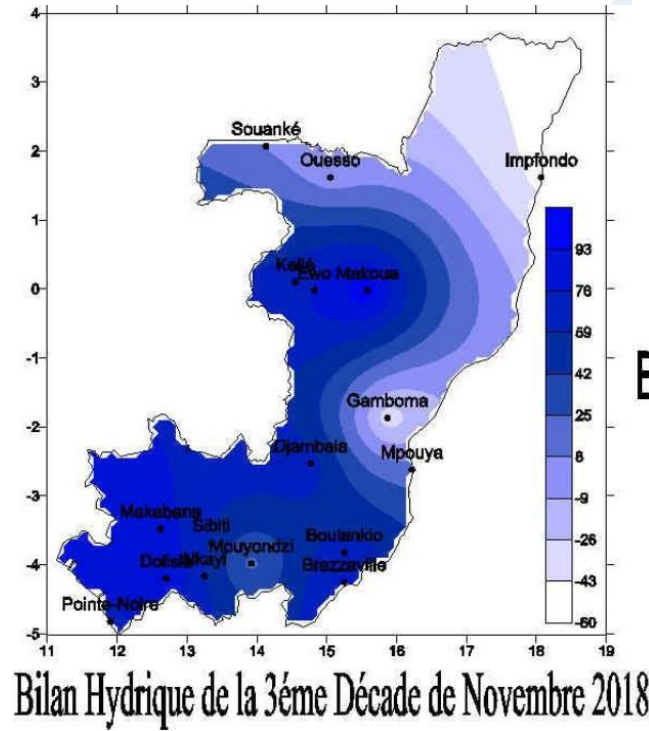 4
3
Souanké
2
Ouesso
Impfondo
1
93
Kellé
Ewo Makoua
76
0
59
-1
42
25
Gamboma
-2
8
Djambala
Mpouya
-9
-3
-26
Makabana
Sibiti
Boutankio
-43
Mouyondzi
-4
Dolisie
Nkayi
Brazzaville
-60
Pointe-Noire
-5
11 12 13 14 15 16 17 18 19
Bilan Hydrique de la 3éme Décade de Novembre 2018